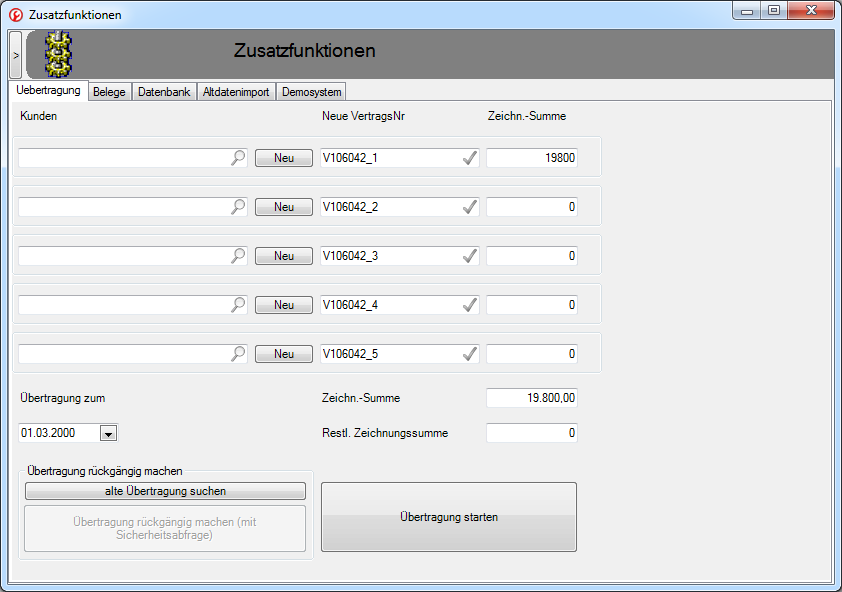 Zusatzfunktionen
>
Zusatzfunktionen
Uebertragung Belege Datenbank Altdatenimport Demosystem
Kunden Neue VertragsNr Zeichn.-Summe
Neu V106042_1 19800
Neu V106042_2 0
Neu V106042_3 0
Neu V106042_4 0
Neu V106042_5 0
Übertragung zum Zeichn.-Summe 19.800,00
01.03.2000 Restl. Zeichnungssumme 0
Übertragung rückgängig machen
alte Übertragung suchen
Übertragung rückgängig machen (mit
Sicherheitsabfrage)
Übertragung starten